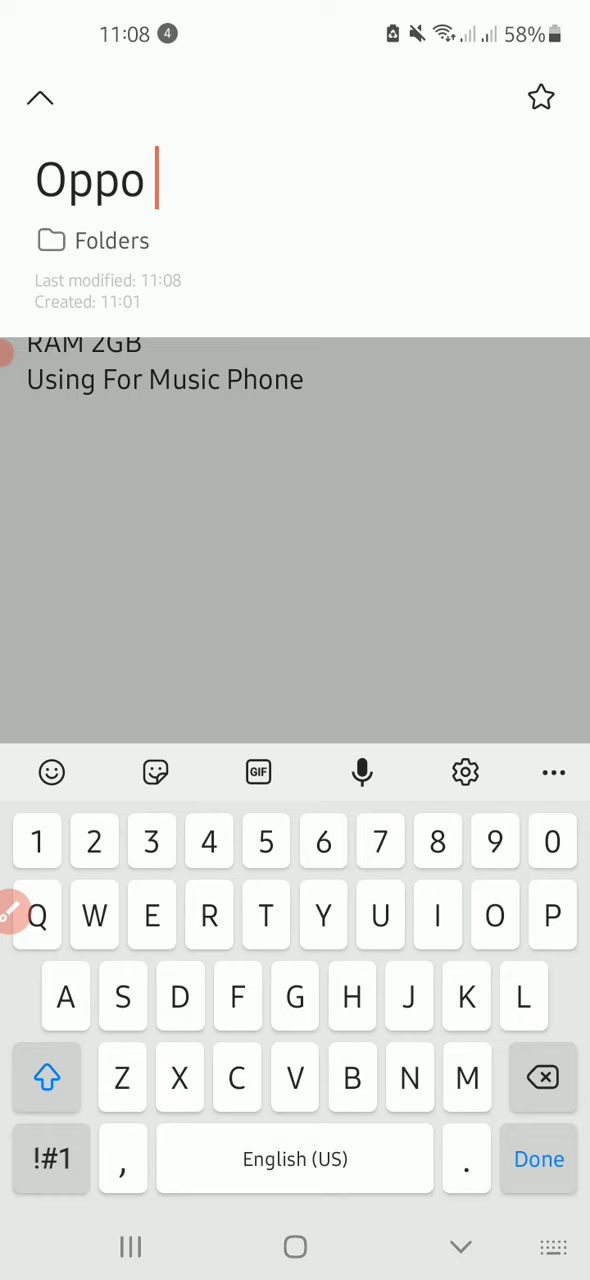 11:08 4 58%
Oppo
Folders
Last modified: 11:08
Created: 11:01
RAM 2GB
Using For Music Phone
GIF
1 2 3 4 5 6 7 8 9 0
Q W E R T Y U I O P
A S D F G H J K L
Z X C V B N M
!#1 , English (US) . Done